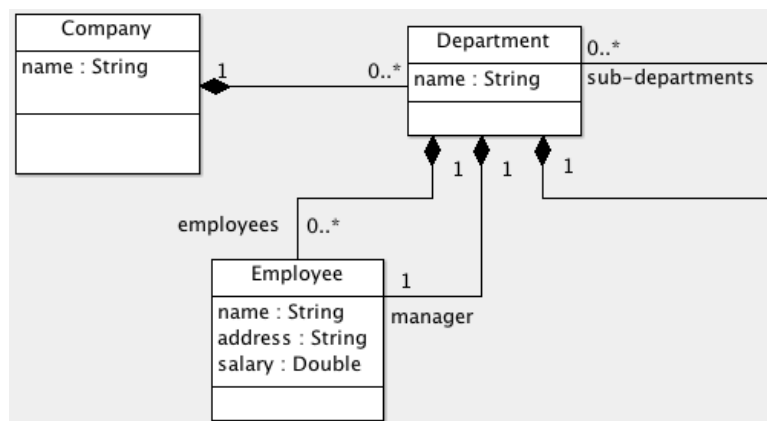 Company
name : String
1
0..*
Department
name : String
0..*
sub-departments
1
1
1
employees
0..*
Employee
name : String
address : String
salary : Double
1
manager